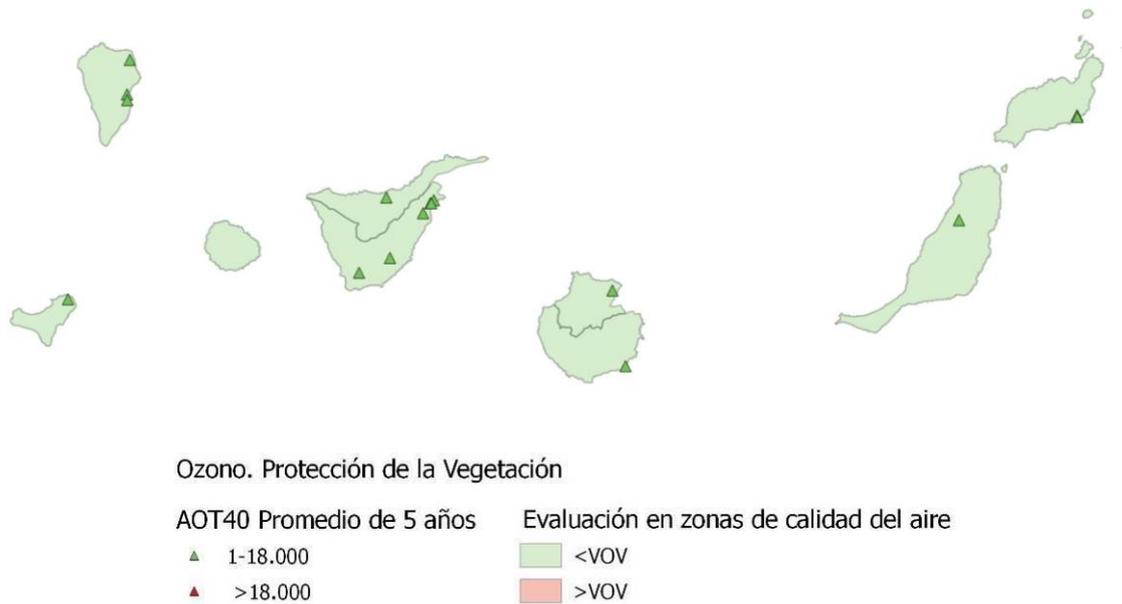 Ozono. Protección de la Vegetación
AOT40 Promedio de 5 años
1-18.000
>18.000
Evaluación en zonas de calidad del aire
<VOV
>VOV